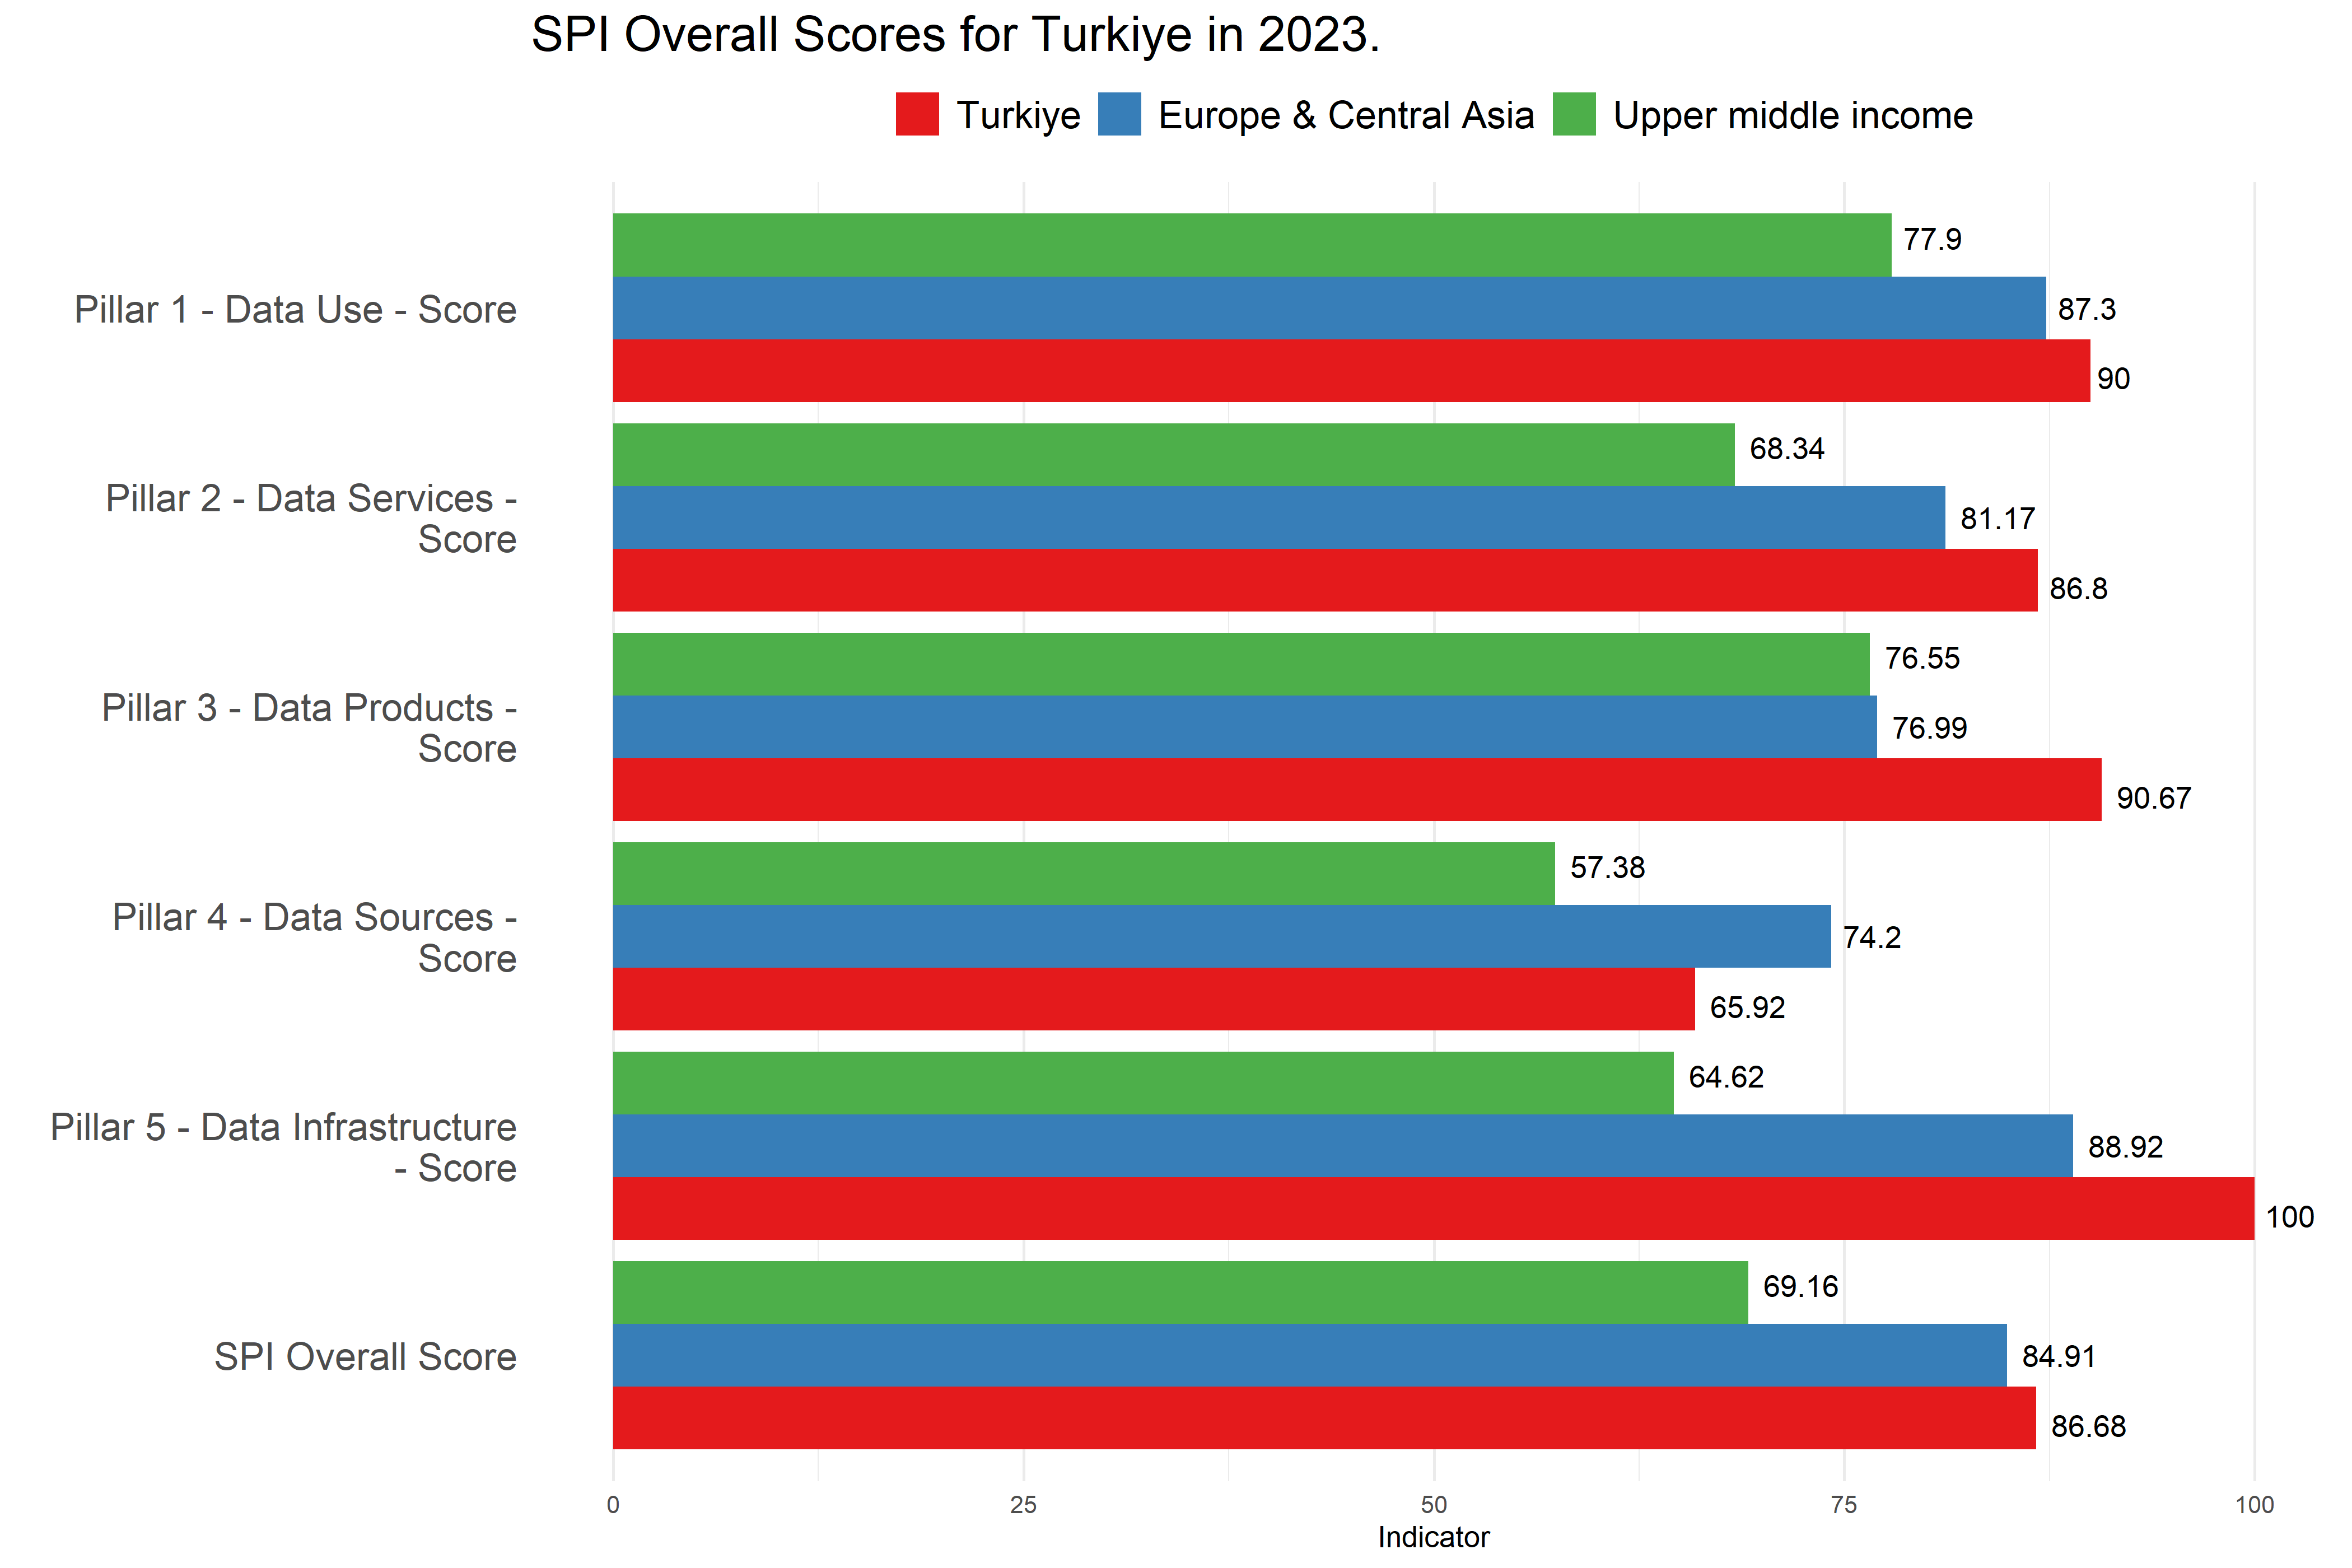 SPI Overall Scores for Turkiye in 2023.
Turkiye Europe & Central Asia Upper middle income
Pillar 1 - Data Use - Score
77.9
87.3
90
Pillar 2 - Data Services -
Score
68.34
81.17
86.8
Pillar 3 - Data Products -
Score
76.55
76.99
90.67
Pillar 4 - Data Sources -
Score
57.38
74.2
65.92
Pillar 5 - Data Infrastructure
- Score
64.62
88.92
100
SPI Overall Score
69.16
84.91
86.68
0 25 50 75 100
Indicator